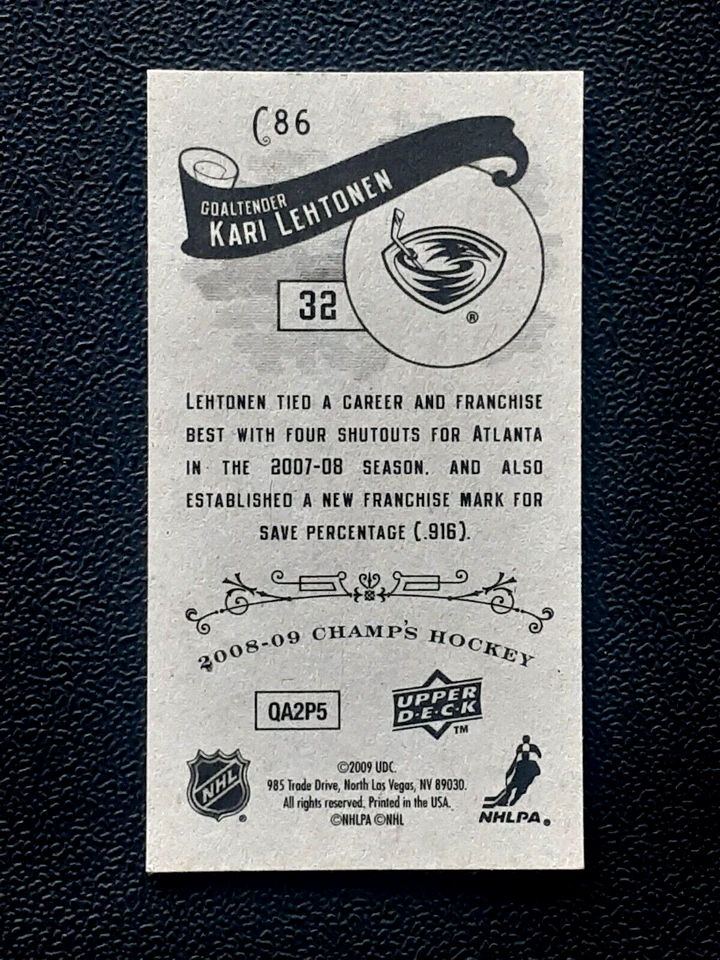 C86
GOALTENDER
KARI LEHTONEN
32
®
LEHTONEN TIED A CAREER AND FRANCHISE
BEST WITH FOUR SHUTOUTS FOR ATLANTA
IN THE 2007-08 SEASON, AND ALSO
ESTABLISHED A NEW FRANCHISE MARK FOR
SAVE PERCENTAGE (.916).
2008-09 CHAMP'S HOCKEY
QA2P5
UPPER
D·E·C·K
TM
©2009 UDC.
985 Trade Drive, North Las Vegas, NV 89030.
All rights reserved. Printed in the USA.
©NHLPA ©NHL
NHL
®
NHLPA®